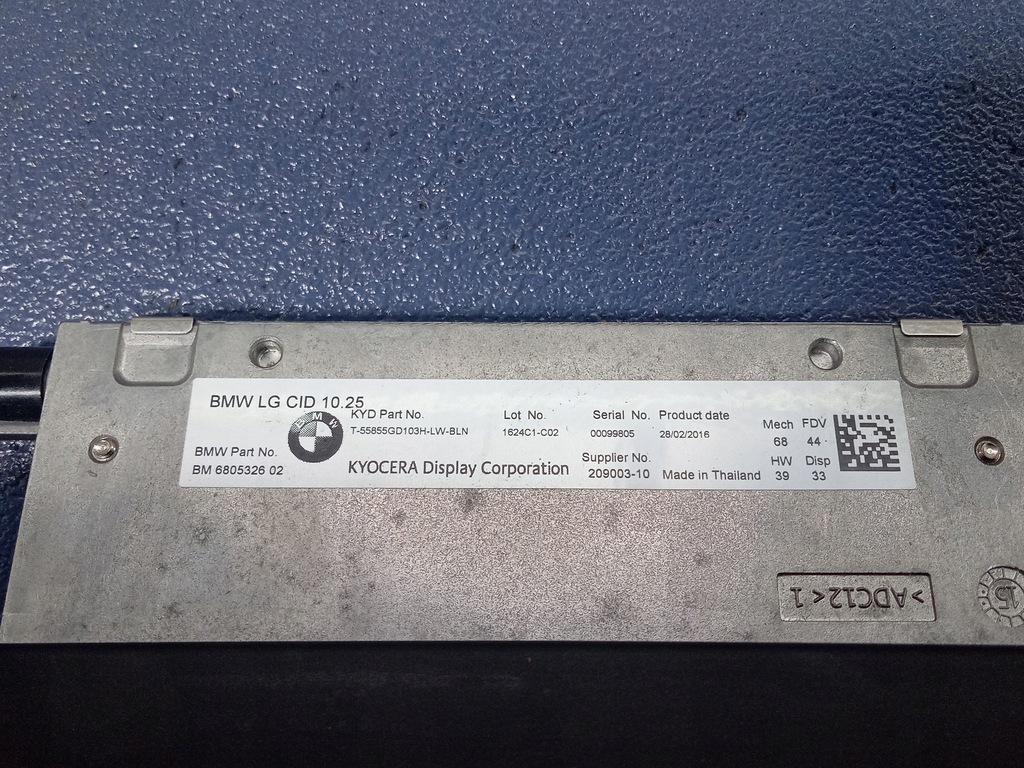 BMW LG CID 10.25
BMW
KYD Part No.
T-55855GD103H-LW-BLN
Lot No.
1624C1-C02
Serial No.
00099805
Product date
28/02/2016
Mech
68
FDV
44
BMW Part No.
BM 6805326 02
KYOCERA Display Corporation
Supplier No.
209003-10
Made in Thailand
HW
39
Disp
33
>ADC12<1
15